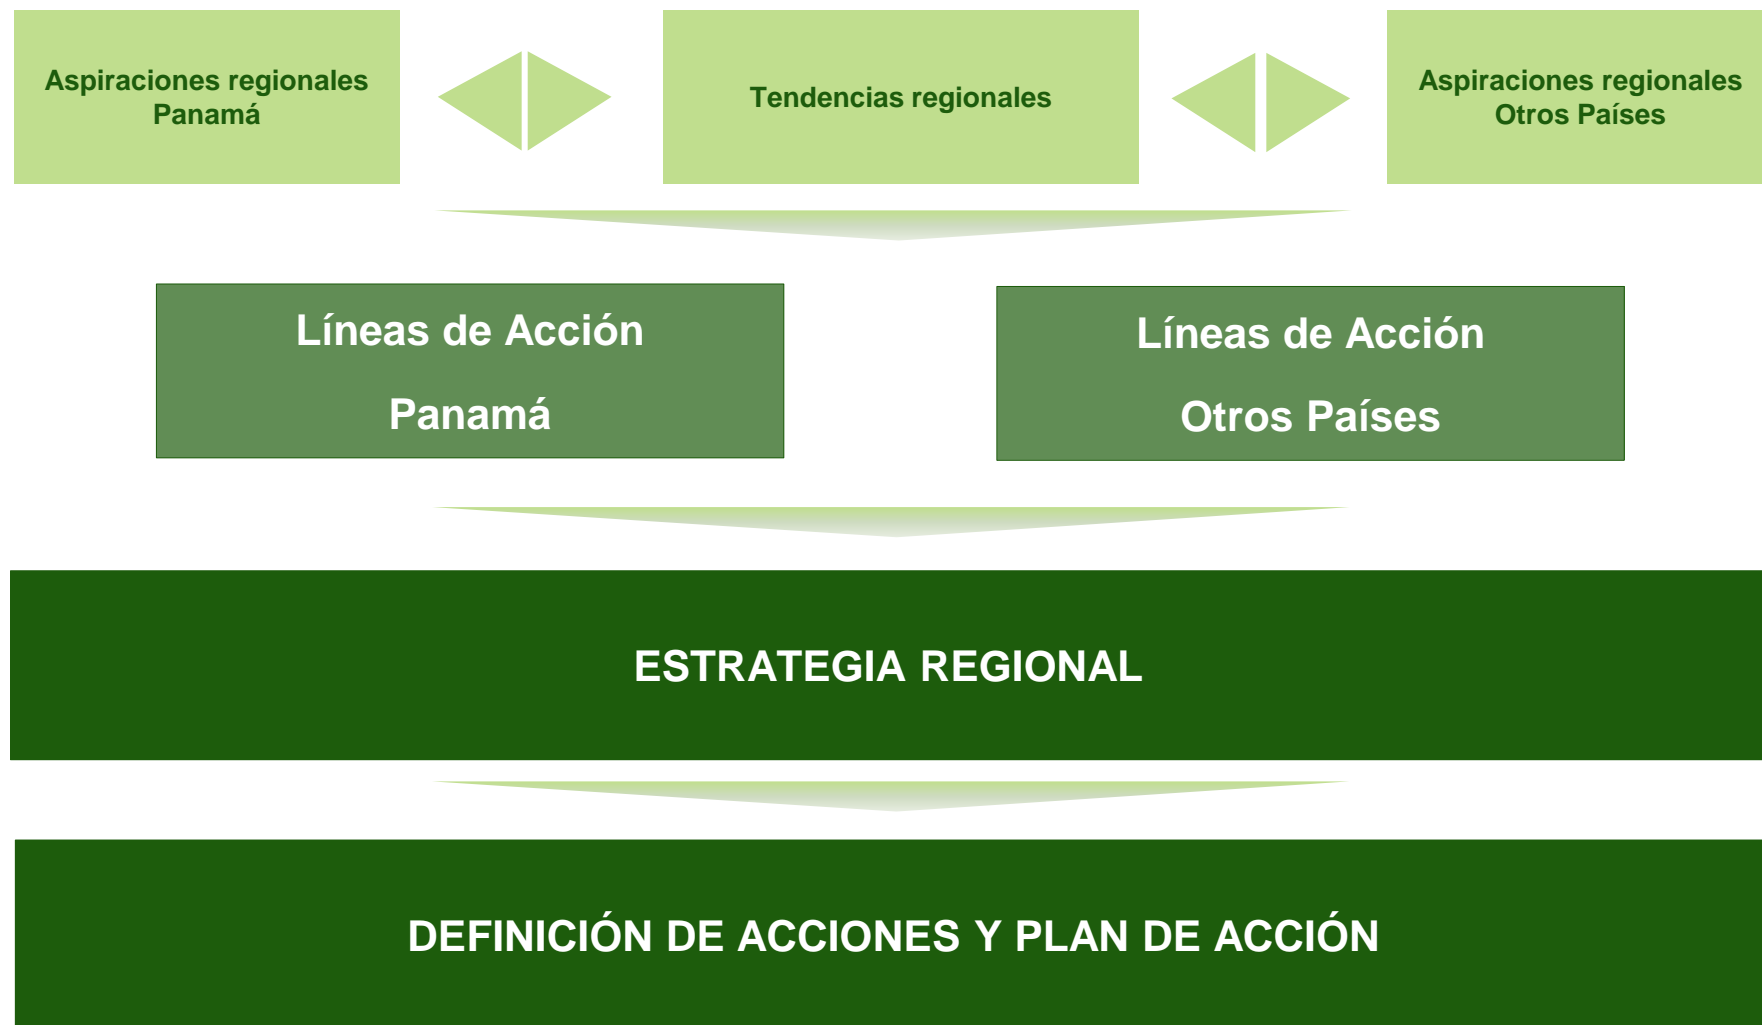 Aspiraciones regionales
Panamá
Tendencias regionales
Aspiraciones regionales
Otros Países
Líneas de Acción
Panamá
Líneas de Acción
Otros Países
ESTRATEGIA REGIONAL
DEFINICIÓN DE ACCIONES Y PLAN DE ACCIÓN